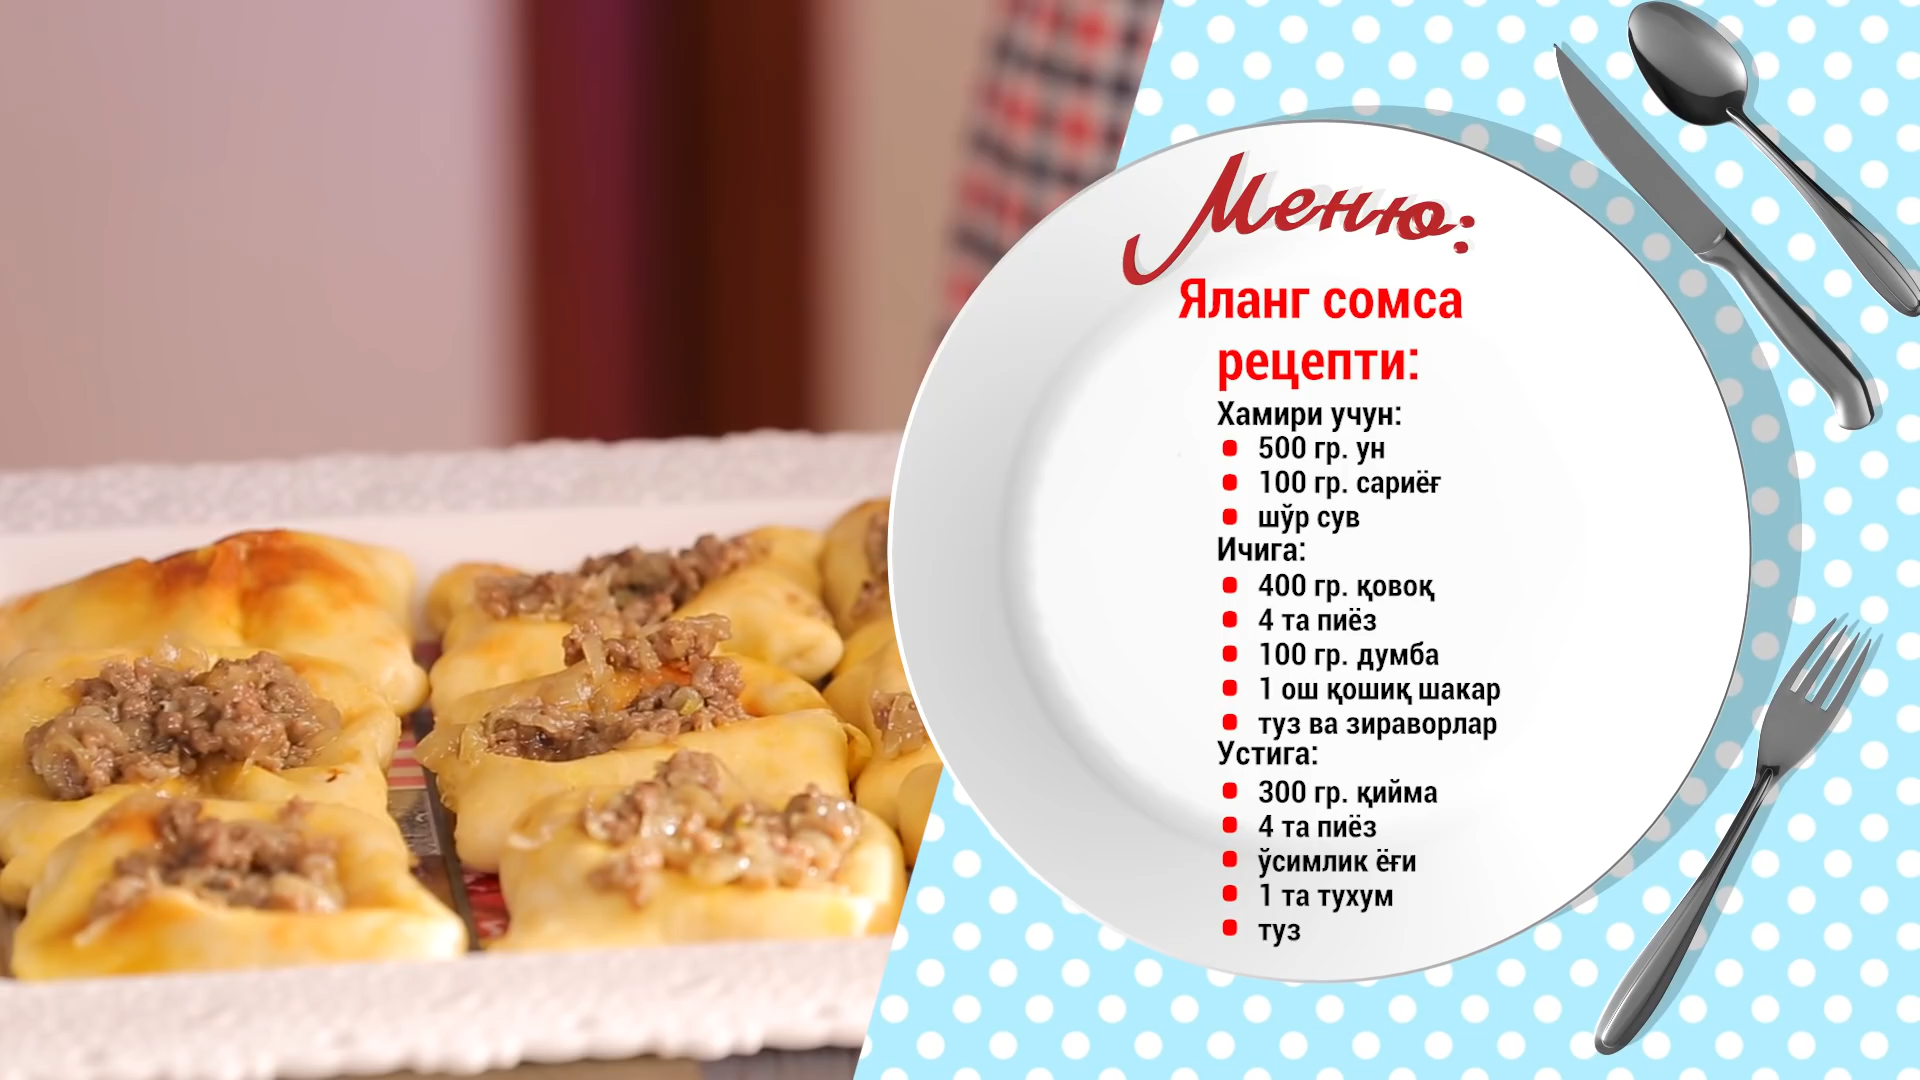 Меню:
Яланг сомса
рецепти:
Хамири учун:
500 гр. ун
100 гр. сариёғ
шўр сув
Ичига:
400 гр. қовоқ
4 та пиёз
100 гр. думба
1 ош қошиқ шакар
туз ва зираворлар
Устига:
300 гр. қийма
4 та пиёз
ўсимлик ёғи
1 та тухум
туз